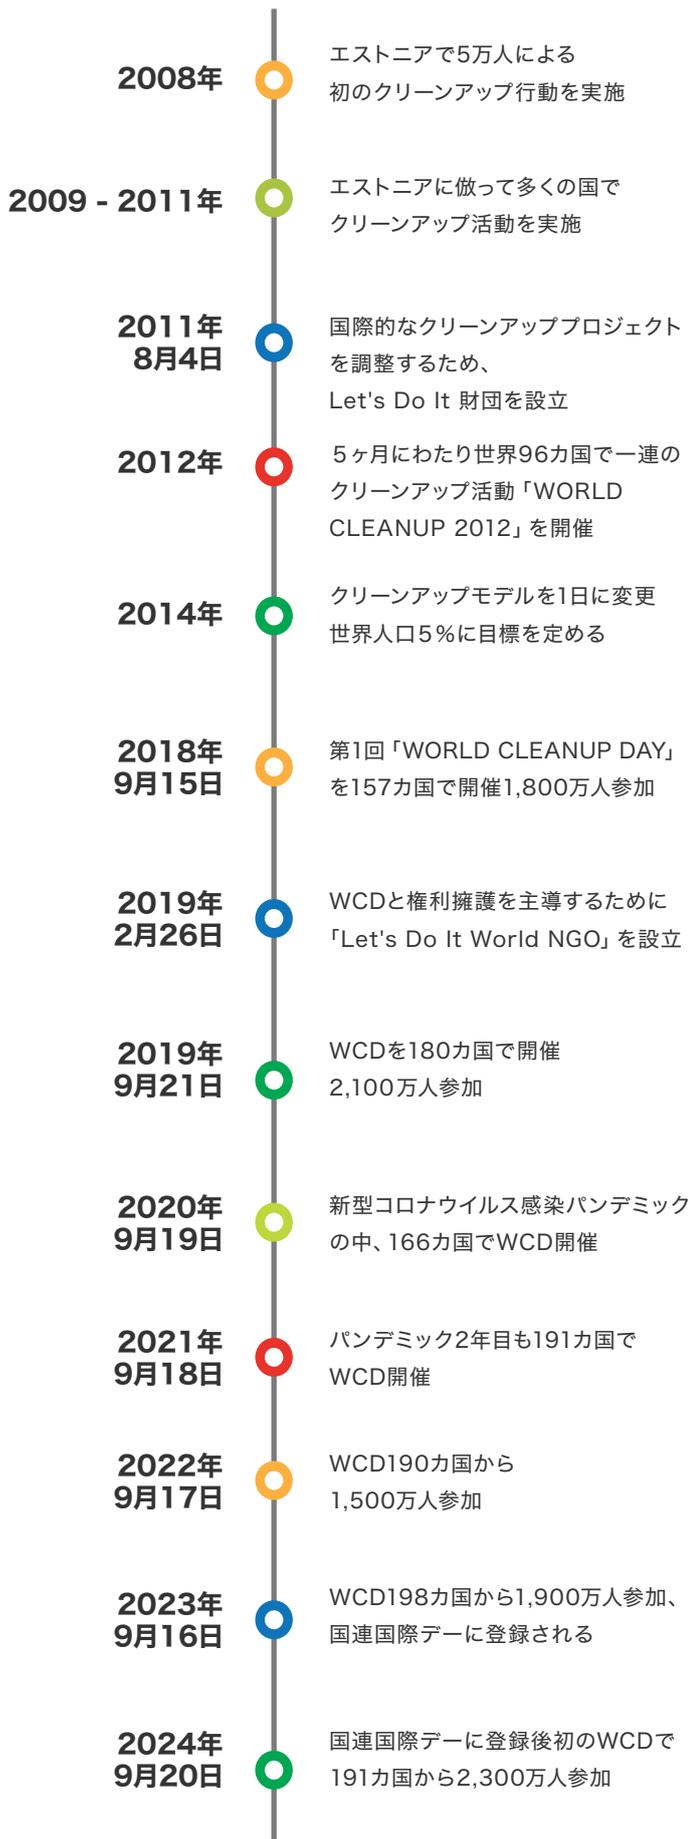 2008年
エストニアで5万人による
初のクリーンアップ行動を実施
2009 - 2011年
エストニアに倣って多くの国で
クリーンアップ活動を実施
2011年
8月4日
国際的なクリーンアッププロジェクト
を調整するため、
Let's Do It 財団を設立
2012年
5ヶ月にわたり世界96カ国で一連の
クリーンアップ活動「WORLD
CLEANUP 2012」を開催
2014年
クリーンアップモデルを1日に変更
世界人口5%に目標を定める
2018年
9月15日
第1回「WORLD CLEANUP DAY」
を157カ国で開催1,800万人参加
2019年
2月26日
WCDと権利擁護を主導するために
「Let's Do It World NGO」を設立
2019年
9月21日
WCDを180カ国で開催
2,100万人参加
2020年
9月19日
新型コロナウイルス感染パンデミック
の中、166カ国でWCD開催
2021年
9月18日
パンデミック2年目も191カ国で
WCD開催
2022年
9月17日
WCD190カ国から
1,500万人参加
2023年
9月16日
WCD198カ国から1,900万人参加、
国連国際デーに登録される
2024年
9月20日
国連国際デーに登録後初のWCDで
191カ国から2,300万人参加